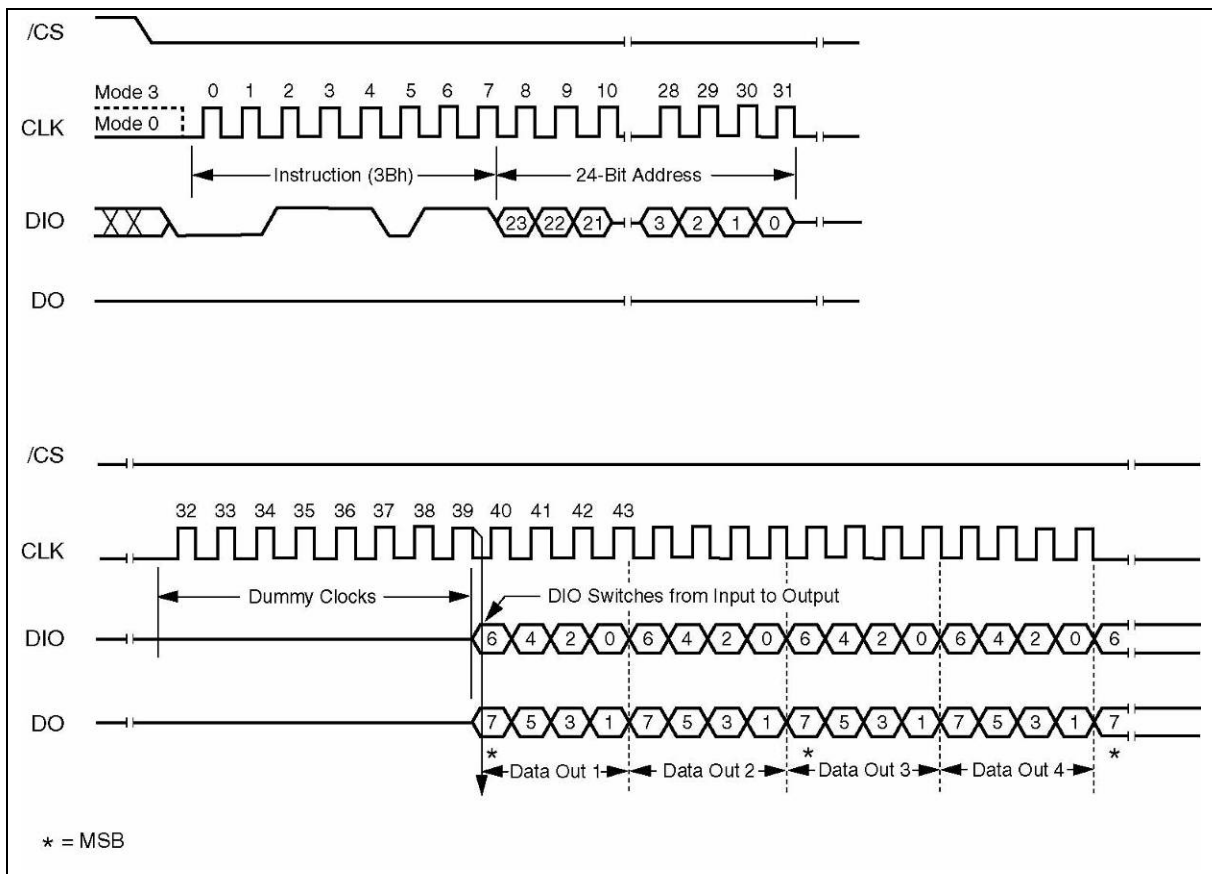 /CS
Mode 3
0 1 2 3 4 5 6 7 8 9 10 28 29 30 31
CLK
Mode 0
Instruction (3Bh) 24-Bit Address
DIO 23 22 21 3 2 1 0
DO
/CS
32 33 34 35 36 37 38 39 40 41 42 43
CLK
Dummy Clocks DIO Switches from Input to Output
DIO 6 4 2 0 6 4 2 0 6 4 2 0 6 4 2 0 6
DO 7 5 3 1 7 5 3 1 7 5 3 1 7 5 3 1 7
* * *
Data Out 1 Data Out 2 Data Out 3 Data Out 4
* = MSB